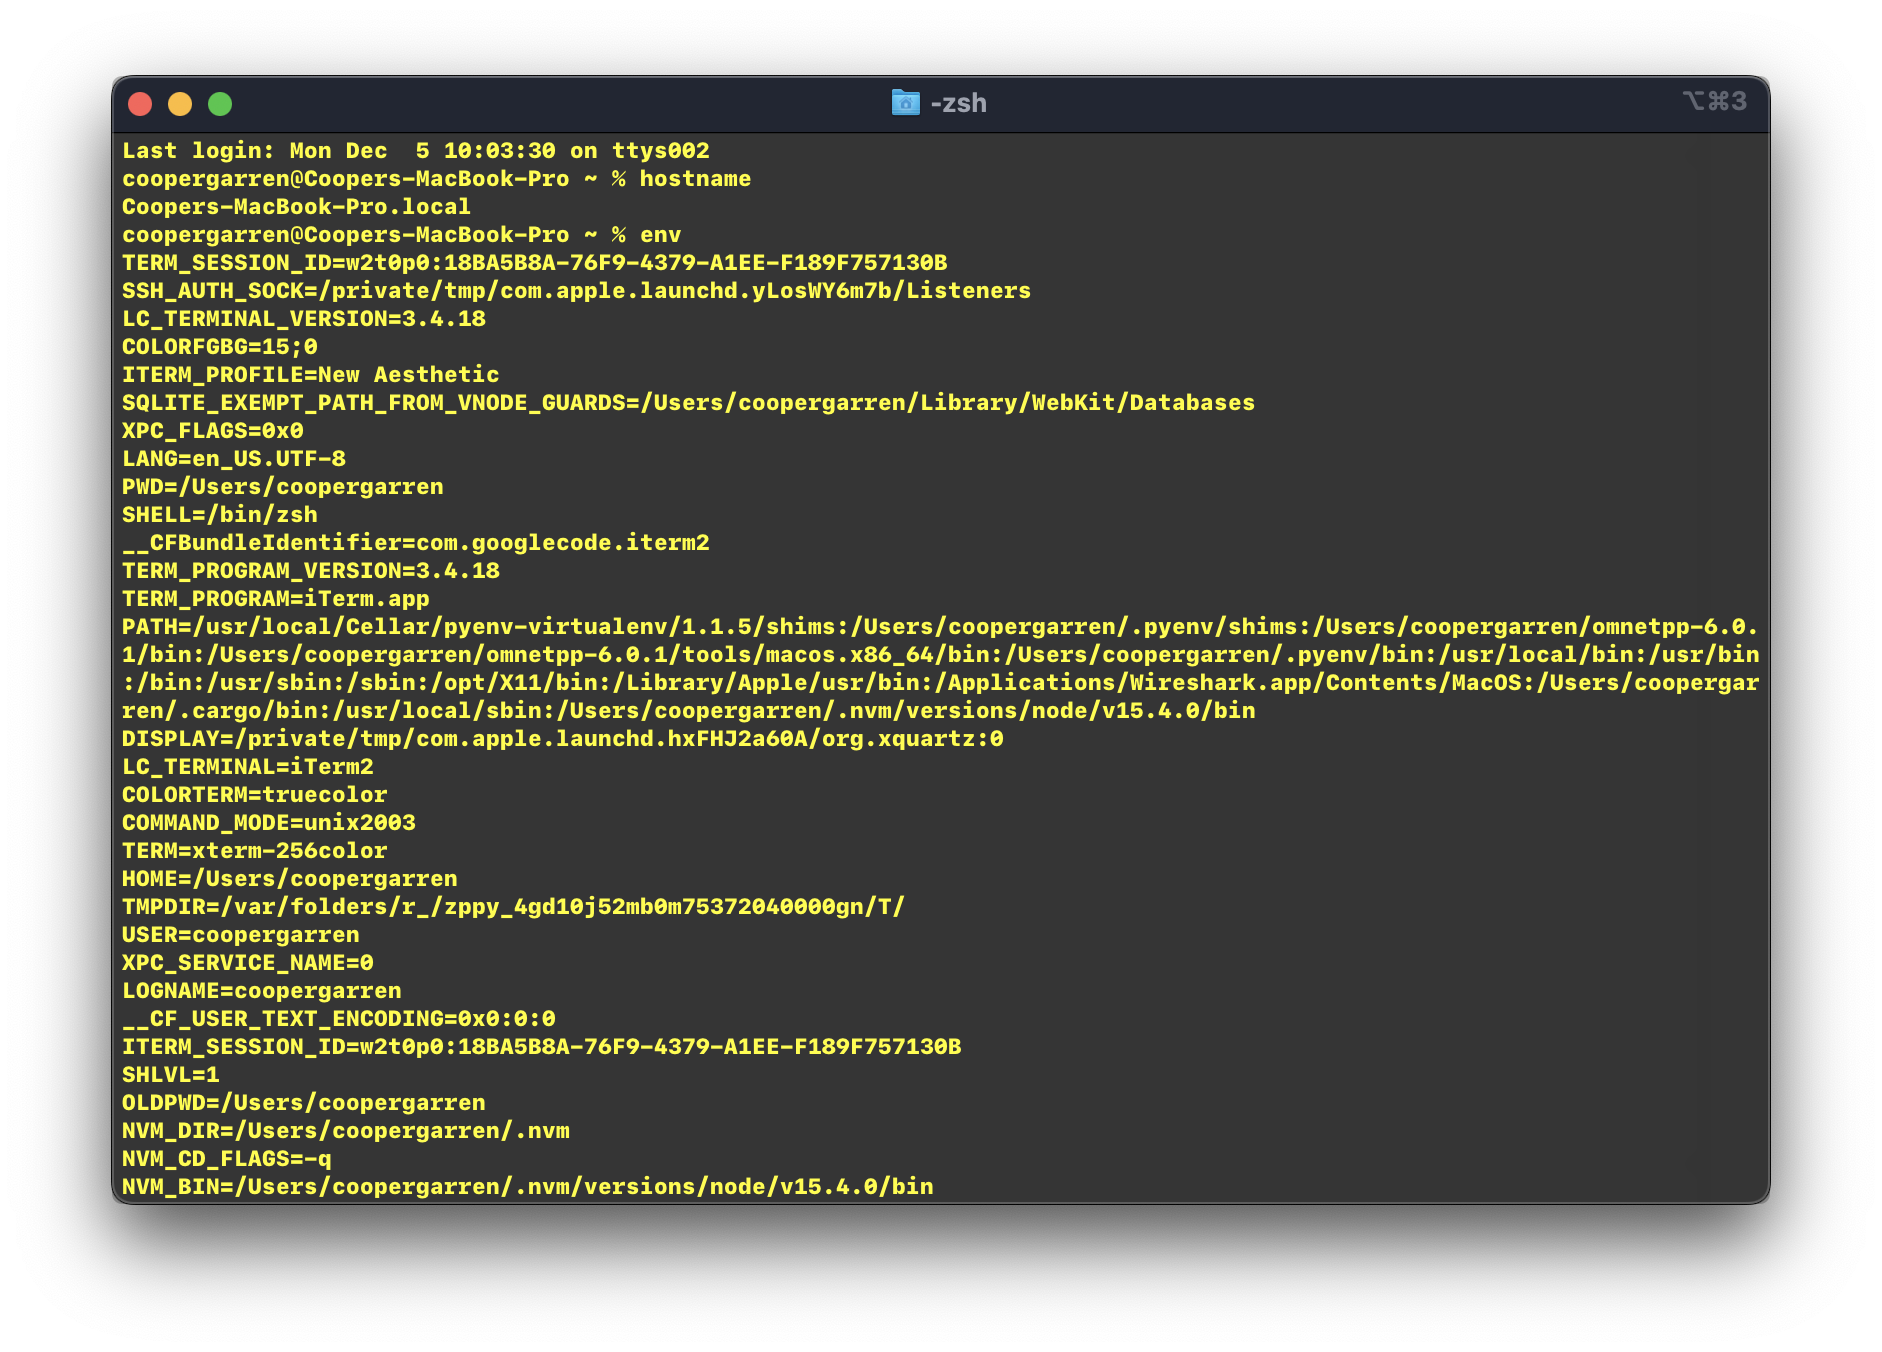 -zsh
⌥⌘3
Last login: Mon Dec  5 10:03:30 on ttys002
coopergarren@Coopers-MacBook-Pro ~ % hostname
Coopers-MacBook-Pro.local
coopergarren@Coopers-MacBook-Pro ~ % env
TERM_SESSION_ID=w2t0p0:18BA5B8A-76F9-4379-A1EE-F189F757130B
SSH_AUTH_SOCK=/private/tmp/com.apple.launchd.yLosWY6m7b/Listeners
LC_TERMINAL_VERSION=3.4.18
COLORFGBG=15;0
ITERM_PROFILE=New Aesthetic
SQLITE_EXEMPT_PATH_FROM_VNODE_GUARDS=/Users/coopergarren/Library/WebKit/Databases
XPC_FLAGS=0x0
LANG=en_US.UTF-8
PWD=/Users/coopergarren
SHELL=/bin/zsh
__CFBundleIdentifier=com.googlecode.iterm2
TERM_PROGRAM_VERSION=3.4.18
TERM_PROGRAM=iTerm.app
PATH=/usr/local/Cellar/pyenv-virtualenv/1.1.5/shims:/Users/coopergarren/.pyenv/shims:/Users/coopergarren/omnetpp-6.0.
1/bin:/Users/coopergarren/omnetpp-6.0.1/tools/macos.x86_64/bin:/Users/coopergarren/.pyenv/bin:/usr/local/bin:/usr/bin
:/bin:/usr/sbin:/sbin:/opt/X11/bin:/Library/Apple/usr/bin:/Applications/Wireshark.app/Contents/MacOS:/Users/coopergar
ren/.cargo/bin:/usr/local/sbin:/Users/coopergarren/.nvm/versions/node/v15.4.0/bin
DISPLAY=/private/tmp/com.apple.launchd.hxFHJ2a60A/org.xquartz:0
LC_TERMINAL=iTerm2
COLORTERM=truecolor
COMMAND_MODE=unix2003
TERM=xterm-256color
HOME=/Users/coopergarren
TMPDIR=/var/folders/r_/zppy_4gd10j52mb0m75372040000gn/T/
USER=coopergarren
XPC_SERVICE_NAME=0
LOGNAME=coopergarren
__CF_USER_TEXT_ENCODING=0x0:0:0
ITERM_SESSION_ID=w2t0p0:18BA5B8A-76F9-4379-A1EE-F189F757130B
SHLVL=1
OLDPWD=/Users/coopergarren
NVM_DIR=/Users/coopergarren/.nvm
NVM_CD_FLAGS=-q
NVM_BIN=/Users/coopergarren/.nvm/versions/node/v15.4.0/bin